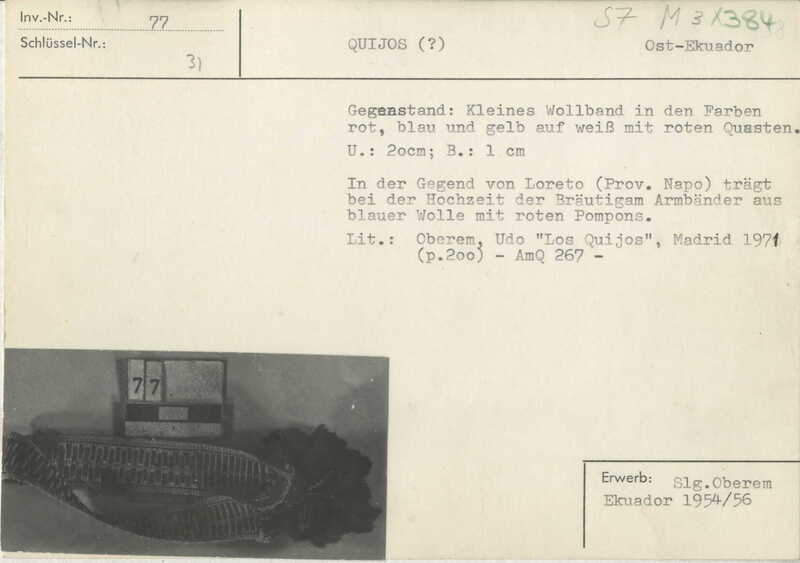 Inv.-Nr.: 77
Schlüssel-Nr.:
31
QUIJOS (?)
S7 M 3
Ost-Ekuador
Gegenstand: Kleines Wollband in den Farben
rot, blau und gelb auf weiß mit roten Quasten.
U.: 2ocm; B.: 1 cm
In der Gegend von Loreto (Prov. Napo) trägt
bei der Hochzeit der Bräutigam Armbänder aus
blauer Wolle mit roten Pompons.
Lit.: Oberem, Udo "Los Quijos", Madrid 1971
(p.2oo) - AmQ 267 -
77
Erwerb: Slg.Oberem
Ekuador 1954/56